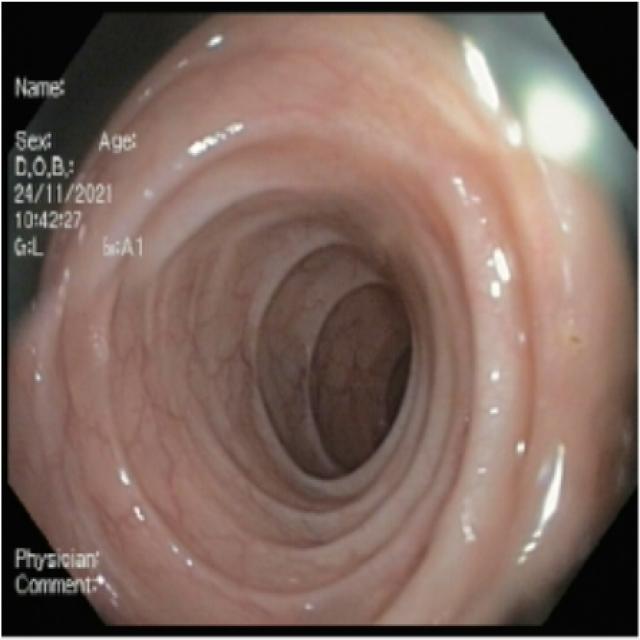 Name:
Sex: Age:
D.O.B.:
24/11/2021
10:42:27
G:L :A1
Physician:
Comment: